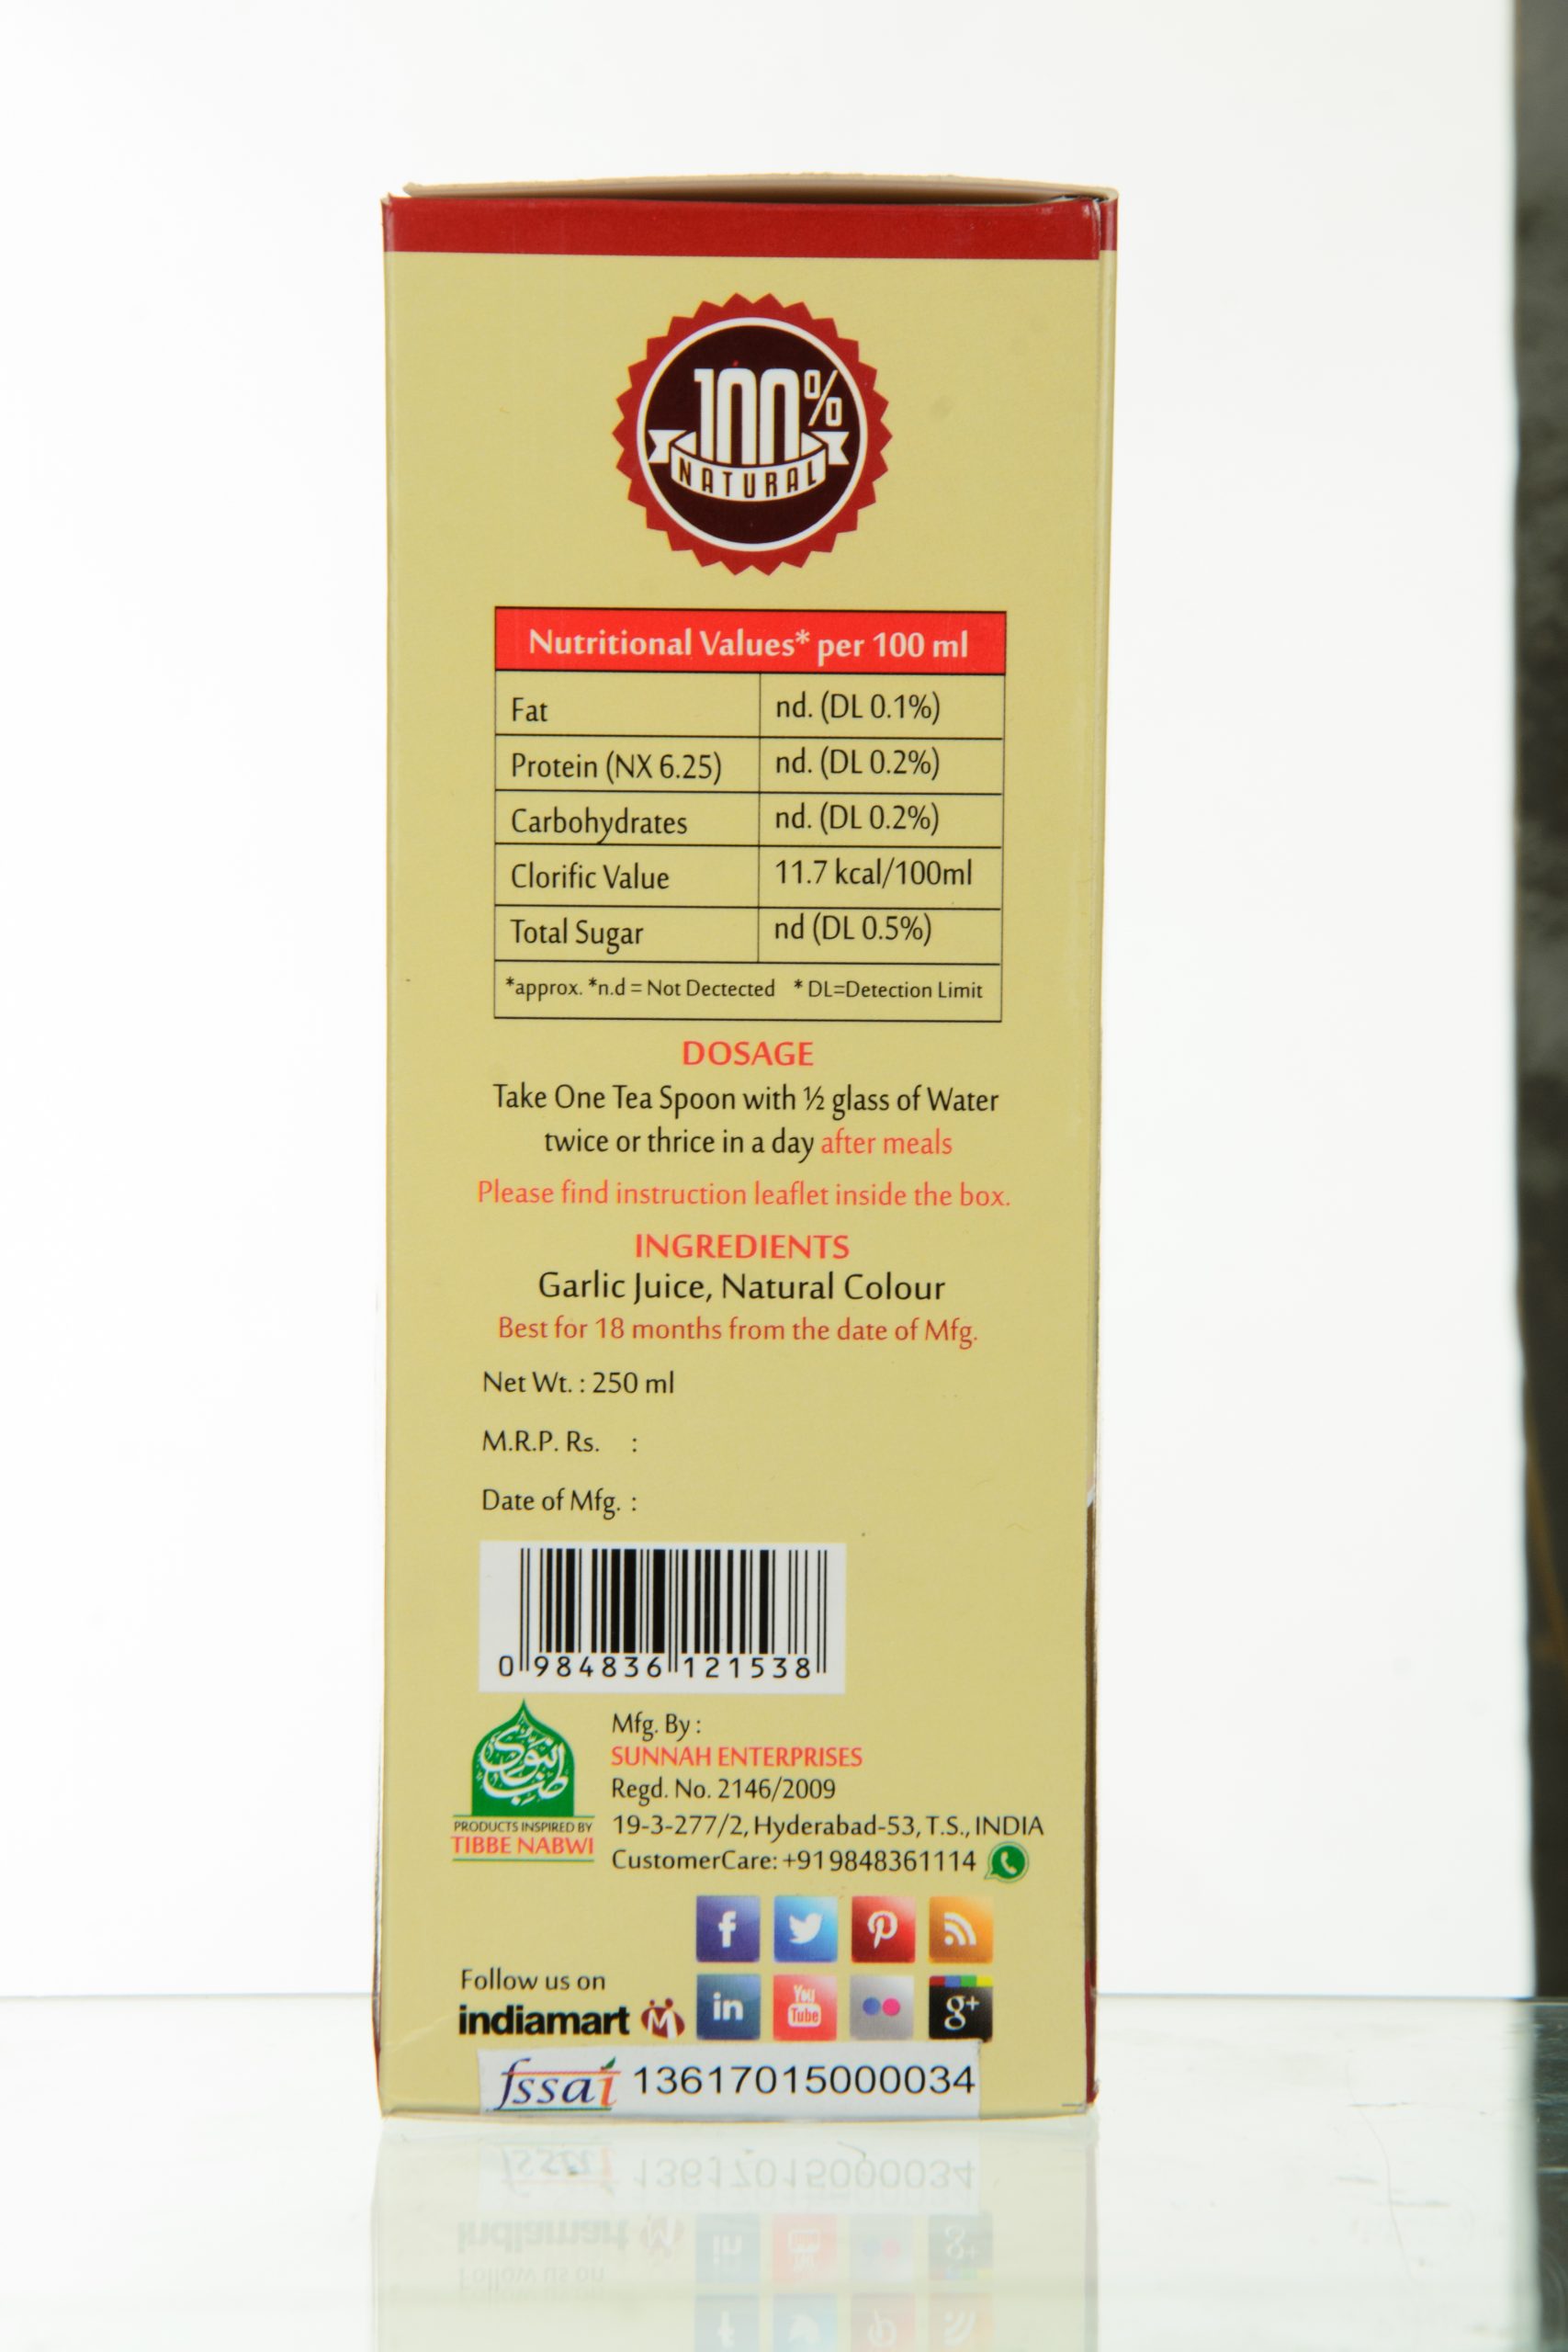 100%
NATURAL
Nutritional Values* per 100 ml
Fat nd. (DL 0.1%)
Protein (NX 6.25) nd. (DL 0.2%)
Carbohydrates nd. (DL 0.2%)
Clorific Value 11.7 kcal/100ml
Total Sugar nd (DL 0.5%)
*approx. *n.d = Not Dectected * DL=Detection Limit
DOSAGE
Take One Tea Spoon with ½ glass of Water
twice or thrice in a day after meals
Please find instruction leaflet inside the box.
INGREDIENTS
Garlic Juice, Natural Colour
Best for 18 months from the date of Mfg.
Net Wt. : 250 ml
M.R.P. Rs. :
Date of Mfg. :
0 984836 121538
طب النبوي
PRODUCTS INSPIRED BY
TIBBE NABWI
Mfg. By :
SUNNAH ENTERPRISES
Regd. No. 2146/2009
19-3-277/2, Hyderabad-53, T.S., INDIA
CustomerCare: +919848361114
Follow us on
indiamart M
f
in
You
Tube
g+
fssai 13617015000034